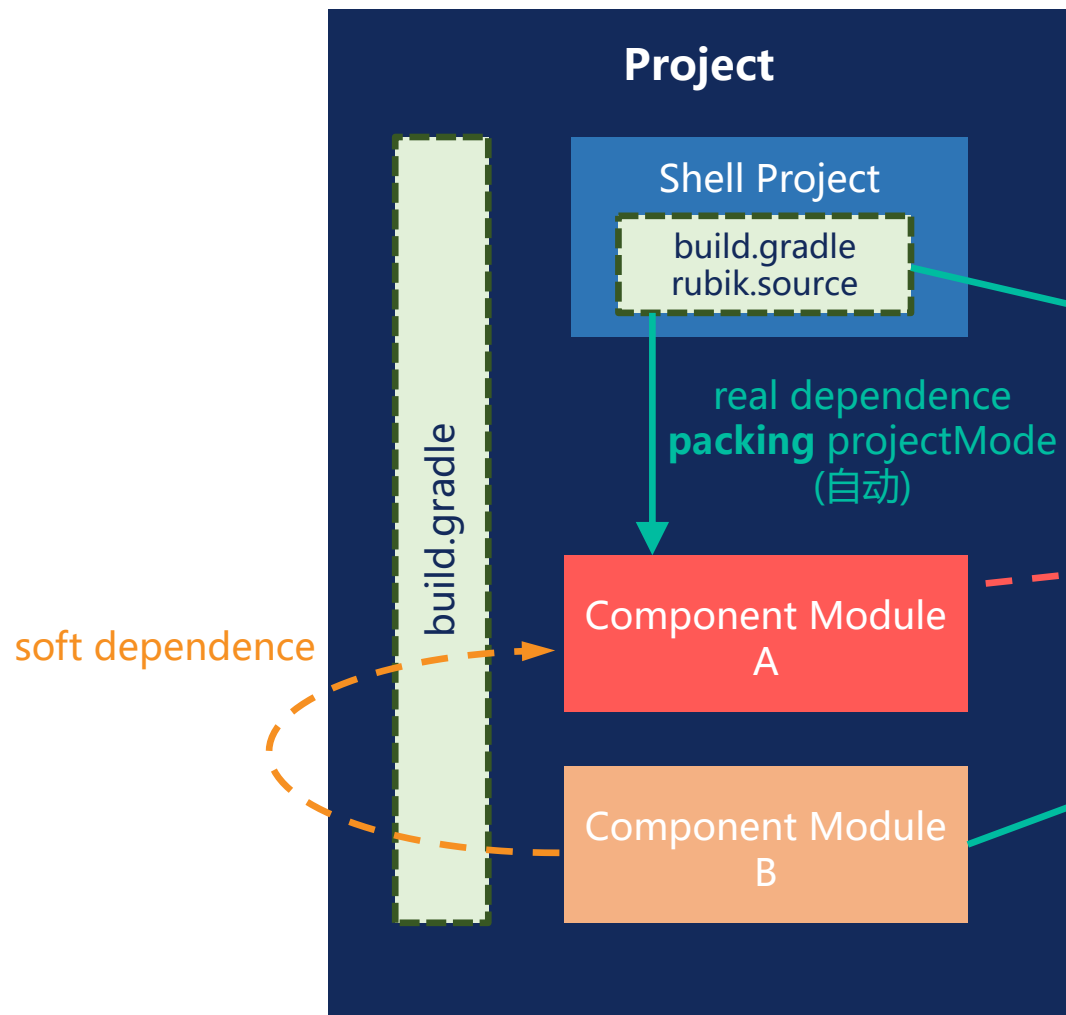 Project
Shell Project
build.gradle
rubik.source
real dependence
packing projectMode
(自动)
build.gradle
soft dependence
Component Module
A
Component Module
B